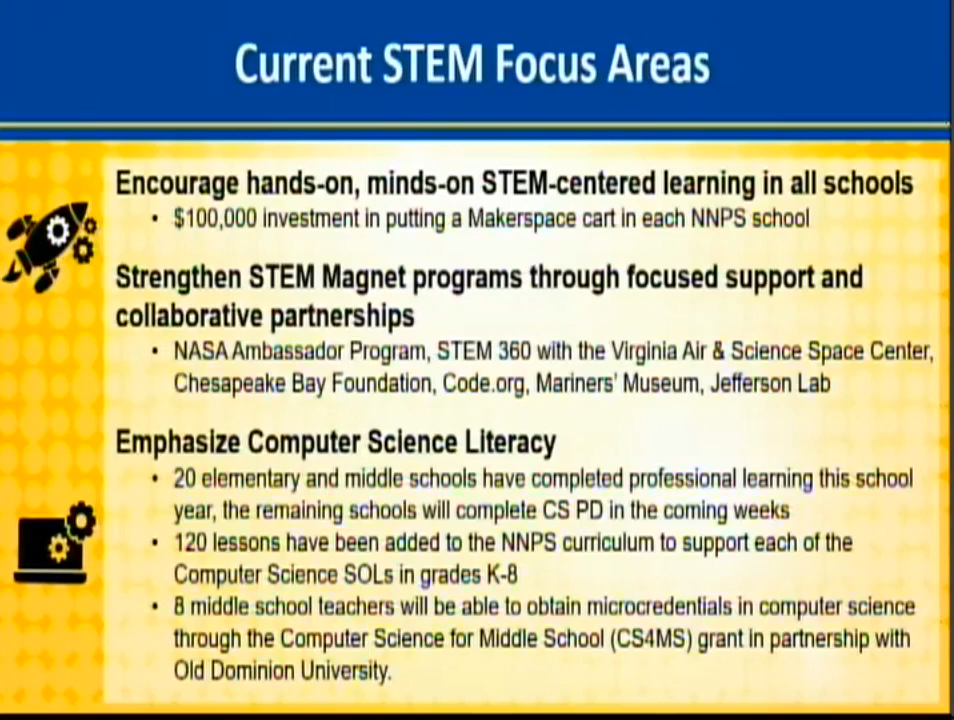 Current STEM Focus Areas
Encourage hands-on, minds-on STEM-centered learning in all schools
• $100,000 investment in putting a Makerspace cart in each NNPS school
Strengthen STEM Magnet programs through focused support and
collaborative partnerships
• NASA Ambassador Program, STEM 360 with the Virginia Air & Science Space Center,
Chesapeake Bay Foundation, Code.org, Mariners' Museum, Jefferson Lab
Emphasize Computer Science Literacy
• 20 elementary and middle schools have completed professional learning this school
year, the remaining schools will complete CS PD in the coming weeks
• 120 lessons have been added to the NNPS curriculum to support each of the
Computer Science SOLs in grades K-8
• 8 middle school teachers will be able to obtain microcredentials in computer science
through the Computer Science for Middle School (CS4MS) grant in partnership with
Old Dominion University.